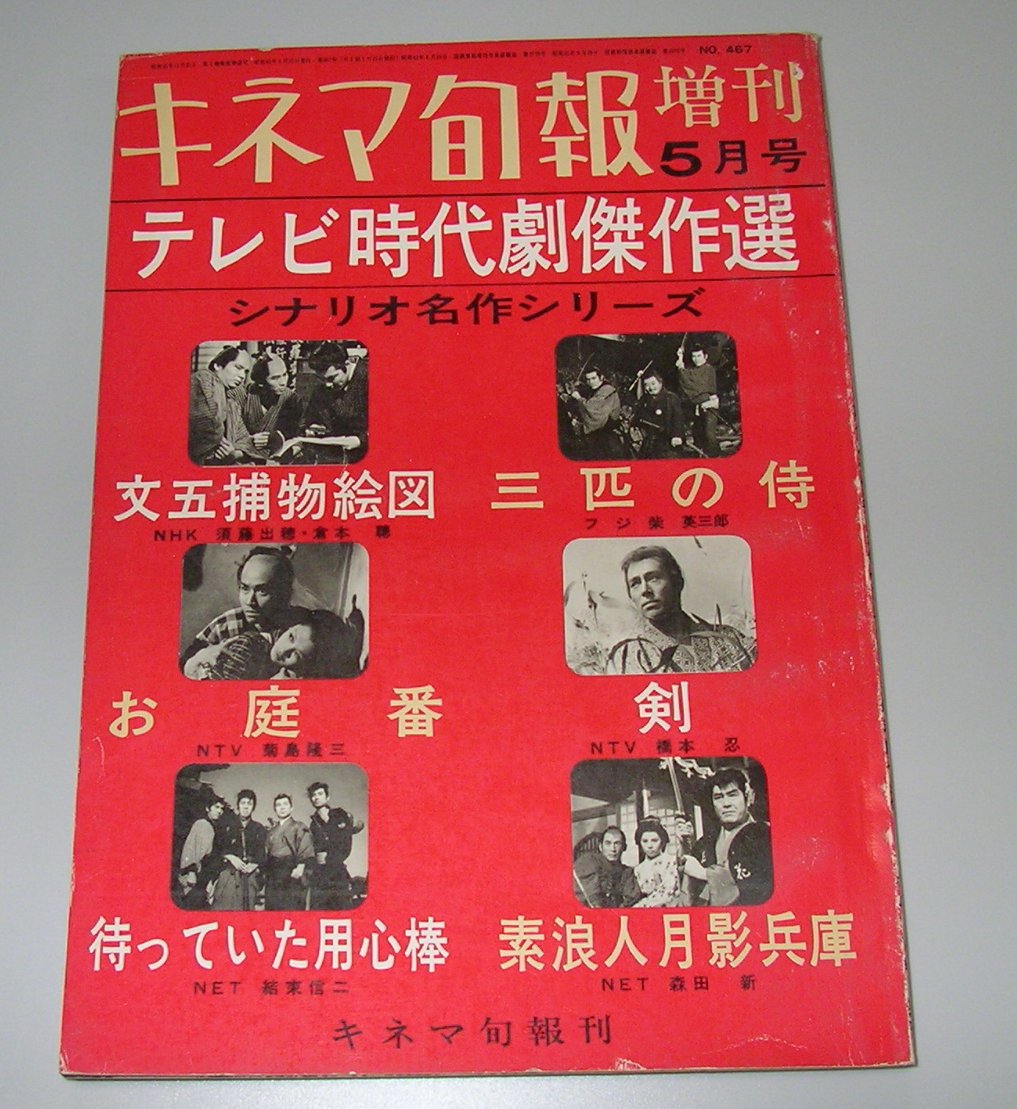 NO. 467
キネマ旬報 増刊
5月号
テレビ時代劇傑作選
シナリオ名作シリーズ
文五捕物絵図
NHK 須藤出穂・倉本 聰
三匹の侍
フジ 柴 英三郎
お庭番
NTV 菊島隆三
剣
NTV 橋本 忍
待っていた用心棒
NET 結束信二
素浪人月影兵庫
NET 森田 新
キネマ旬報刊